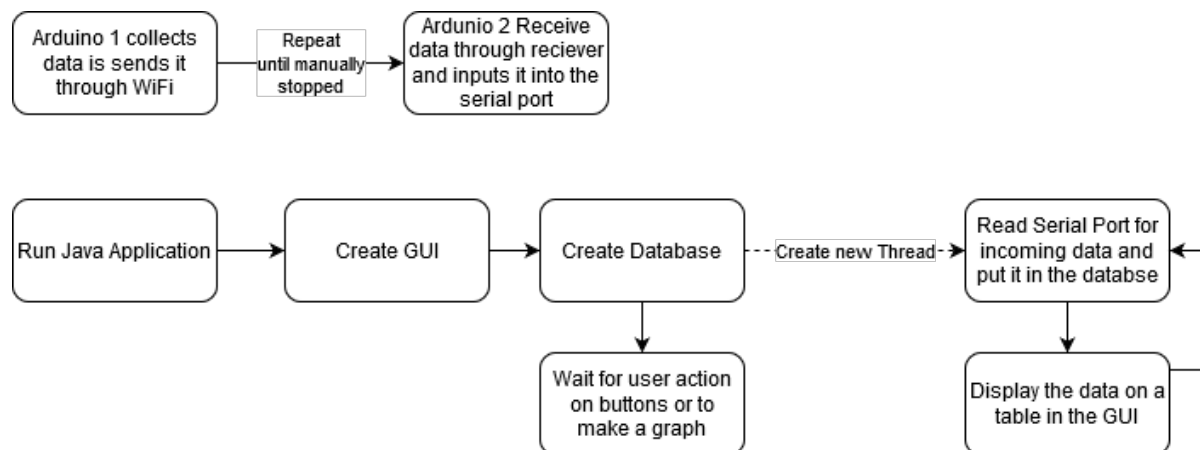 Arduino 1 collects
data is sends it
through WiFi
Repeat
until manually
stopped
Ardunio 2 Receive
data through reciever
and inputs it into the
serial port
Run Java Application
Create GUI
Create Database
Create new Thread
Read Serial Port for
incoming data and
put it in the databse
Wait for user action
on buttons or to
make a graph
Display the data on a
table in the GUI